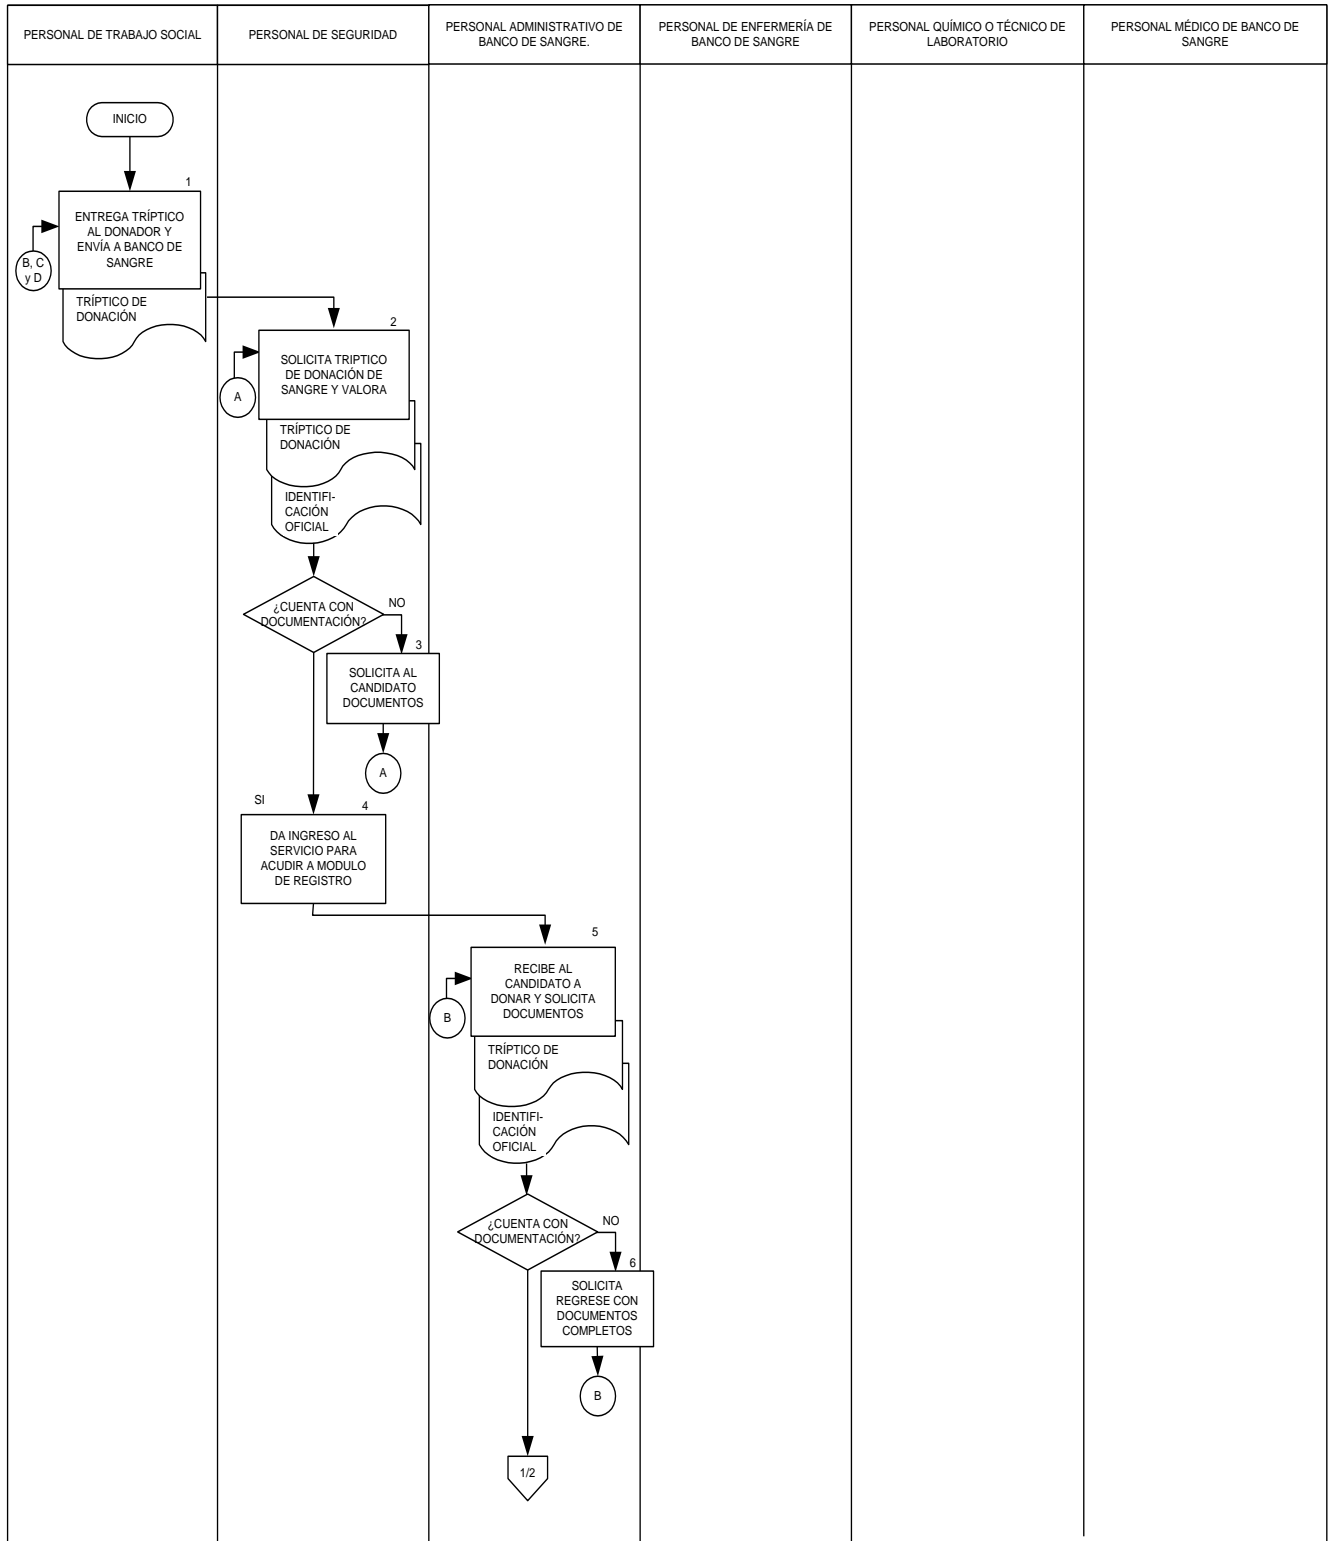 PERSONAL DE TRABAJO SOCIAL
PERSONAL DE SEGURIDAD
PERSONAL ADMINISTRATIVO DE
BANCO DE SANGRE.
PERSONAL DE ENFERMERÍA DE
BANCO DE SANGRE
PERSONAL QUÍMICO O TÉCNICO DE
LABORATORIO
PERSONAL MÉDICO DE BANCO DE
SANGRE
INICIO
1
ENTREGA TRÍPTICO
AL DONADOR Y
ENVÍA A BANCO DE
SANGRE
B, C
y D
TRÍPTICO DE
DONACIÓN
2
SOLICITA TRIPTICO
DE DONACIÓN DE
SANGRE Y VALORA
A
TRÍPTICO DE
DONACIÓN
IDENTIFI-
CACIÓN
OFICIAL
¿CUENTA CON
DOCUMENTACIÓN?
NO
3
SOLICITA AL
CANDIDATO
DOCUMENTOS
A
SI
4
DA INGRESO AL
SERVICIO PARA
ACUDIR A MODULO
DE REGISTRO
5
RECIBE AL
CANDIDATO A
DONAR Y SOLICITA
DOCUMENTOS
B
TRÍPTICO DE
DONACIÓN
IDENTIFI-
CACIÓN
OFICIAL
¿CUENTA CON
DOCUMENTACIÓN?
NO
6
SOLICITA
REGRESE CON
DOCUMENTOS
COMPLETOS
B
1/2